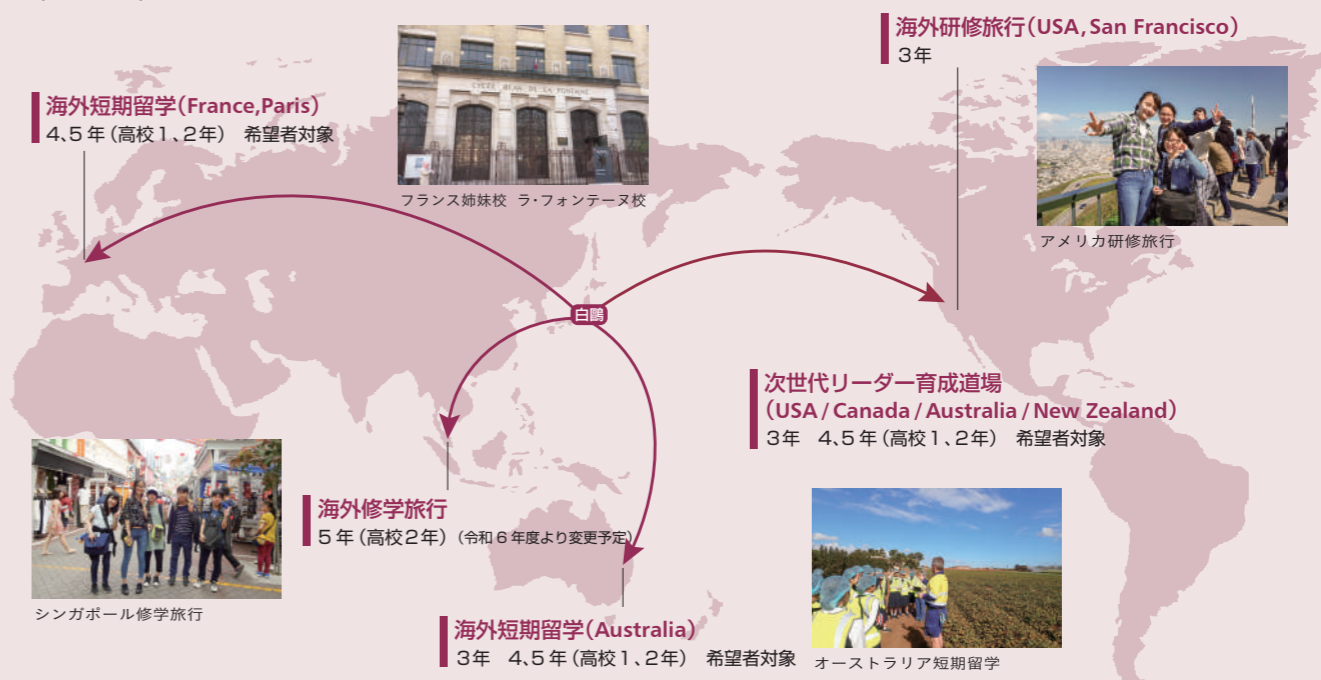 海外研修旅行(USA,San Francisco)
3年
海外短期留学(France,Paris)
4、5年(高校1、2年) 希望者対象
LYCÉE JEAN DE LA FONTAINE
フランス姉妹校 ラ・フォンテーヌ校
アメリカ研修旅行
白鷗
次世代リーダー育成道場
(USA / Canada / Australia / New Zealand)
3年 4、5年(高校1、2年) 希望者対象
海外修学旅行
5年(高校2年)(令和6年度より変更予定)
シンガポール修学旅行
海外短期留学(Australia)
3年 4、5年(高校1、2年) 希望者対象
オーストラリア短期留学